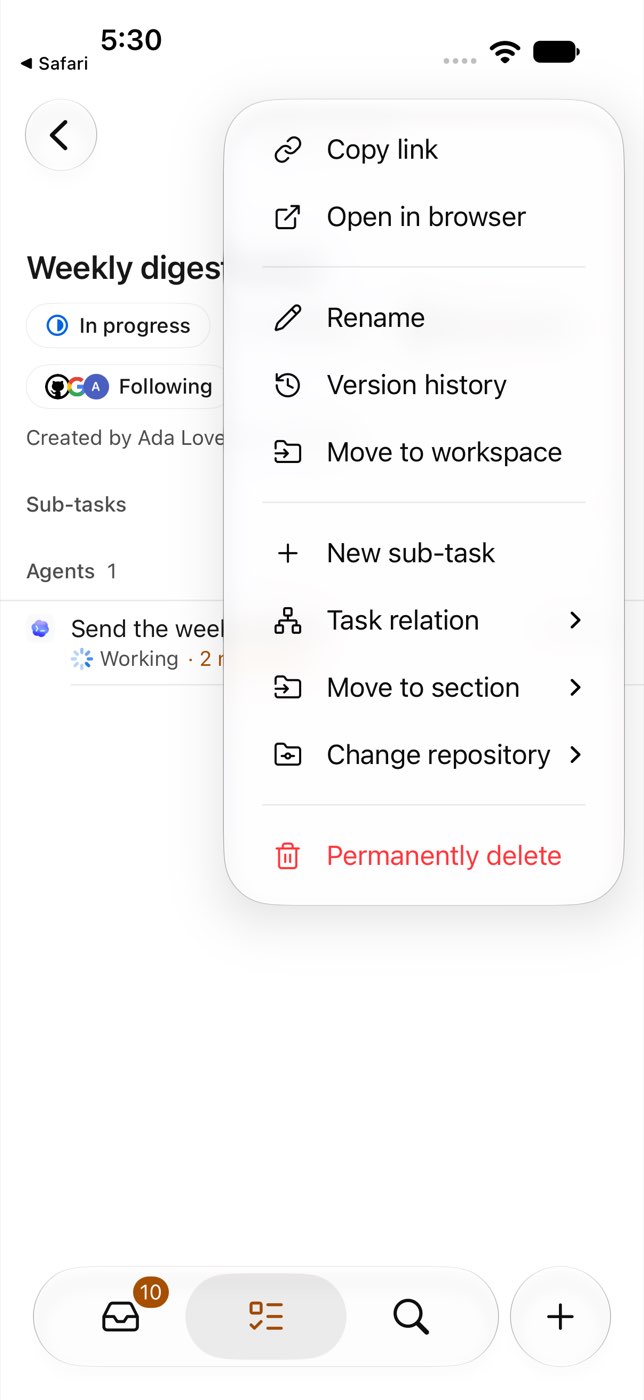 5:30
Safari
Copy link
Open in browser
Weekly digest
Rename
In progress
Version history
Following
A
Created by Ada Love
Move to workspace
Sub-tasks
New sub-task
Agents 1
Task relation
Send the
Working · 2
Move to section
Change repository
Permanently delete
10